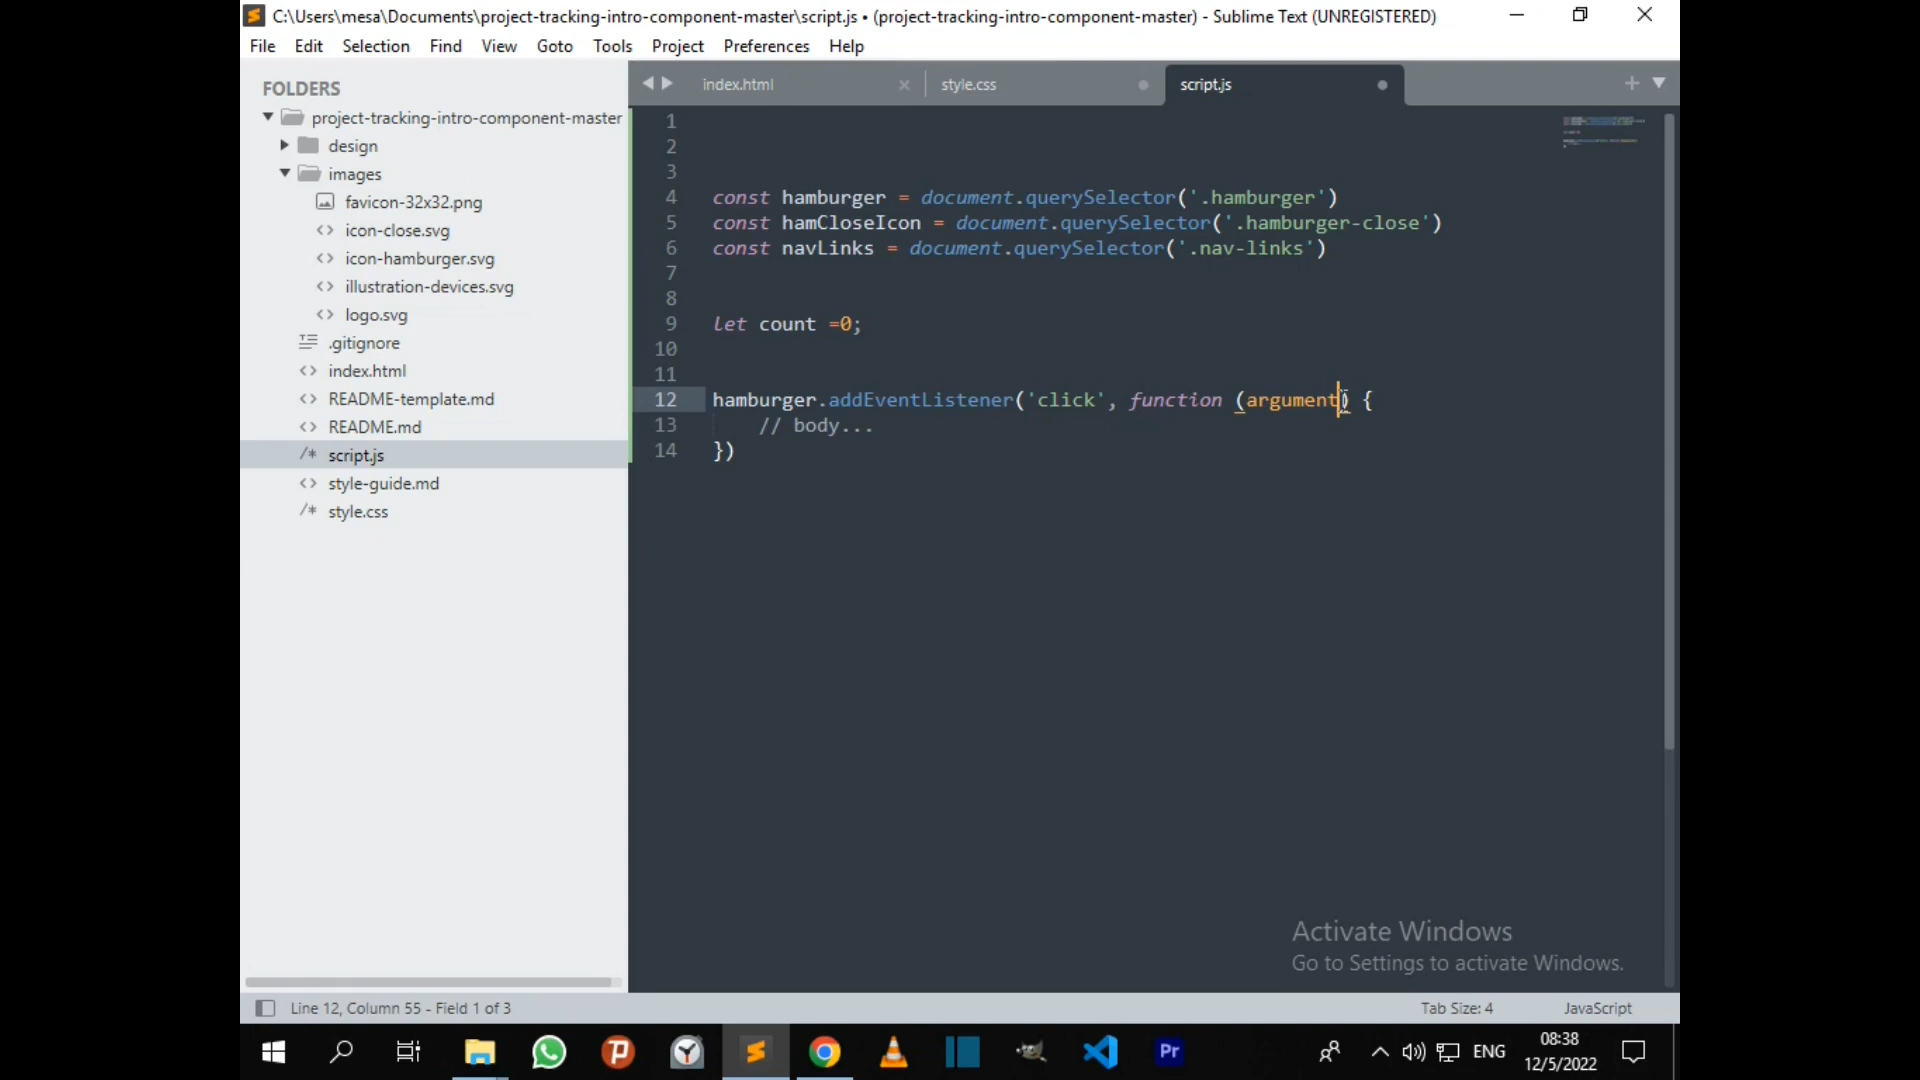 C:\Users\mesa\Documents\project-tracking-intro-component-master\script.js • (project-tracking-intro-component-master) - Sublime Text (UNREGISTERED)
File Edit Selection Find View Goto Tools Project Preferences Help
FOLDERS
project-tracking-intro-component-master
design
images
favicon-32x32.png
icon-close.svg
icon-hamburger.svg
illustration-devices.svg
logo.svg
.gitignore
index.html
README-template.md
README.md
script.js
style-guide.md
style.css
index.html style.css script.js
1
2
3
4 const hamburger = document.querySelector('.hamburger')
5 const hamCloseIcon = document.querySelector('.hamburger-close')
6 const navLinks = document.querySelector('.nav-links')
7
8
9 let count =0;
10
11
12 hamburger.addEventListener('click', function (argument) {
13 // body...
14 })
Activate Windows
Go to Settings to activate Windows.
Line 12, Column 55 - Field 1 of 3 Tab Size: 4 JavaScript
Pr ENG 08:38
12/5/2022